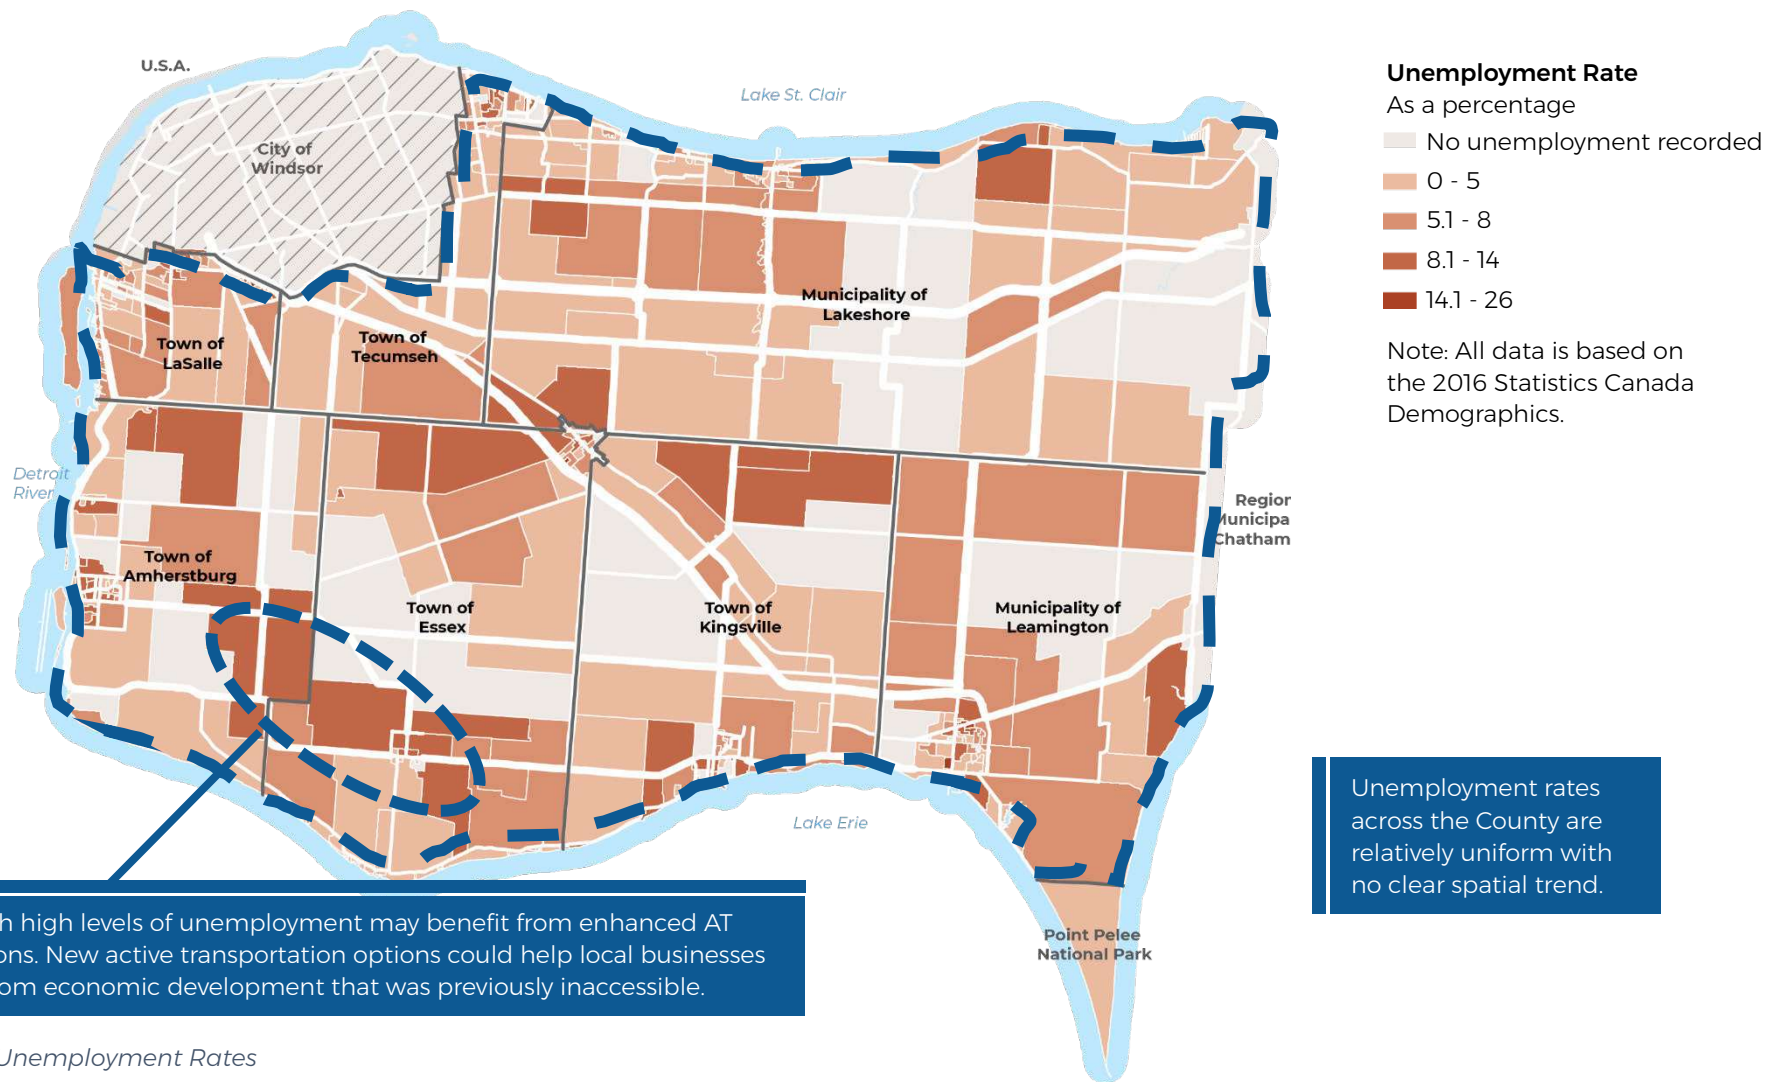 U.S.A.
Lake St. Clair
City of
Windsor
Municipality of
Lakeshore
Town of
LaSalle
Town of
Tecumseh
Detroit
River
Region
Municipa
Chatham
Town of
Amherstburg
Town of
Essex
Town of
Kingsville
Municipality of
Leamington
Lake Erie
Point Pelee
National Park
Unemployment Rate
As a percentage
No unemployment recorded
0 - 5
5.1 - 8
8.1 - 14
14.1 - 26
Note: All data is based on
the 2016 Statistics Canada
Demographics.
Unemployment rates
across the County are
relatively uniform with
no clear spatial trend.
h high levels of unemployment may benefit from enhanced AT
ons. New active transportation options could help local businesses
om economic development that was previously inaccessible.
Unemployment Rates